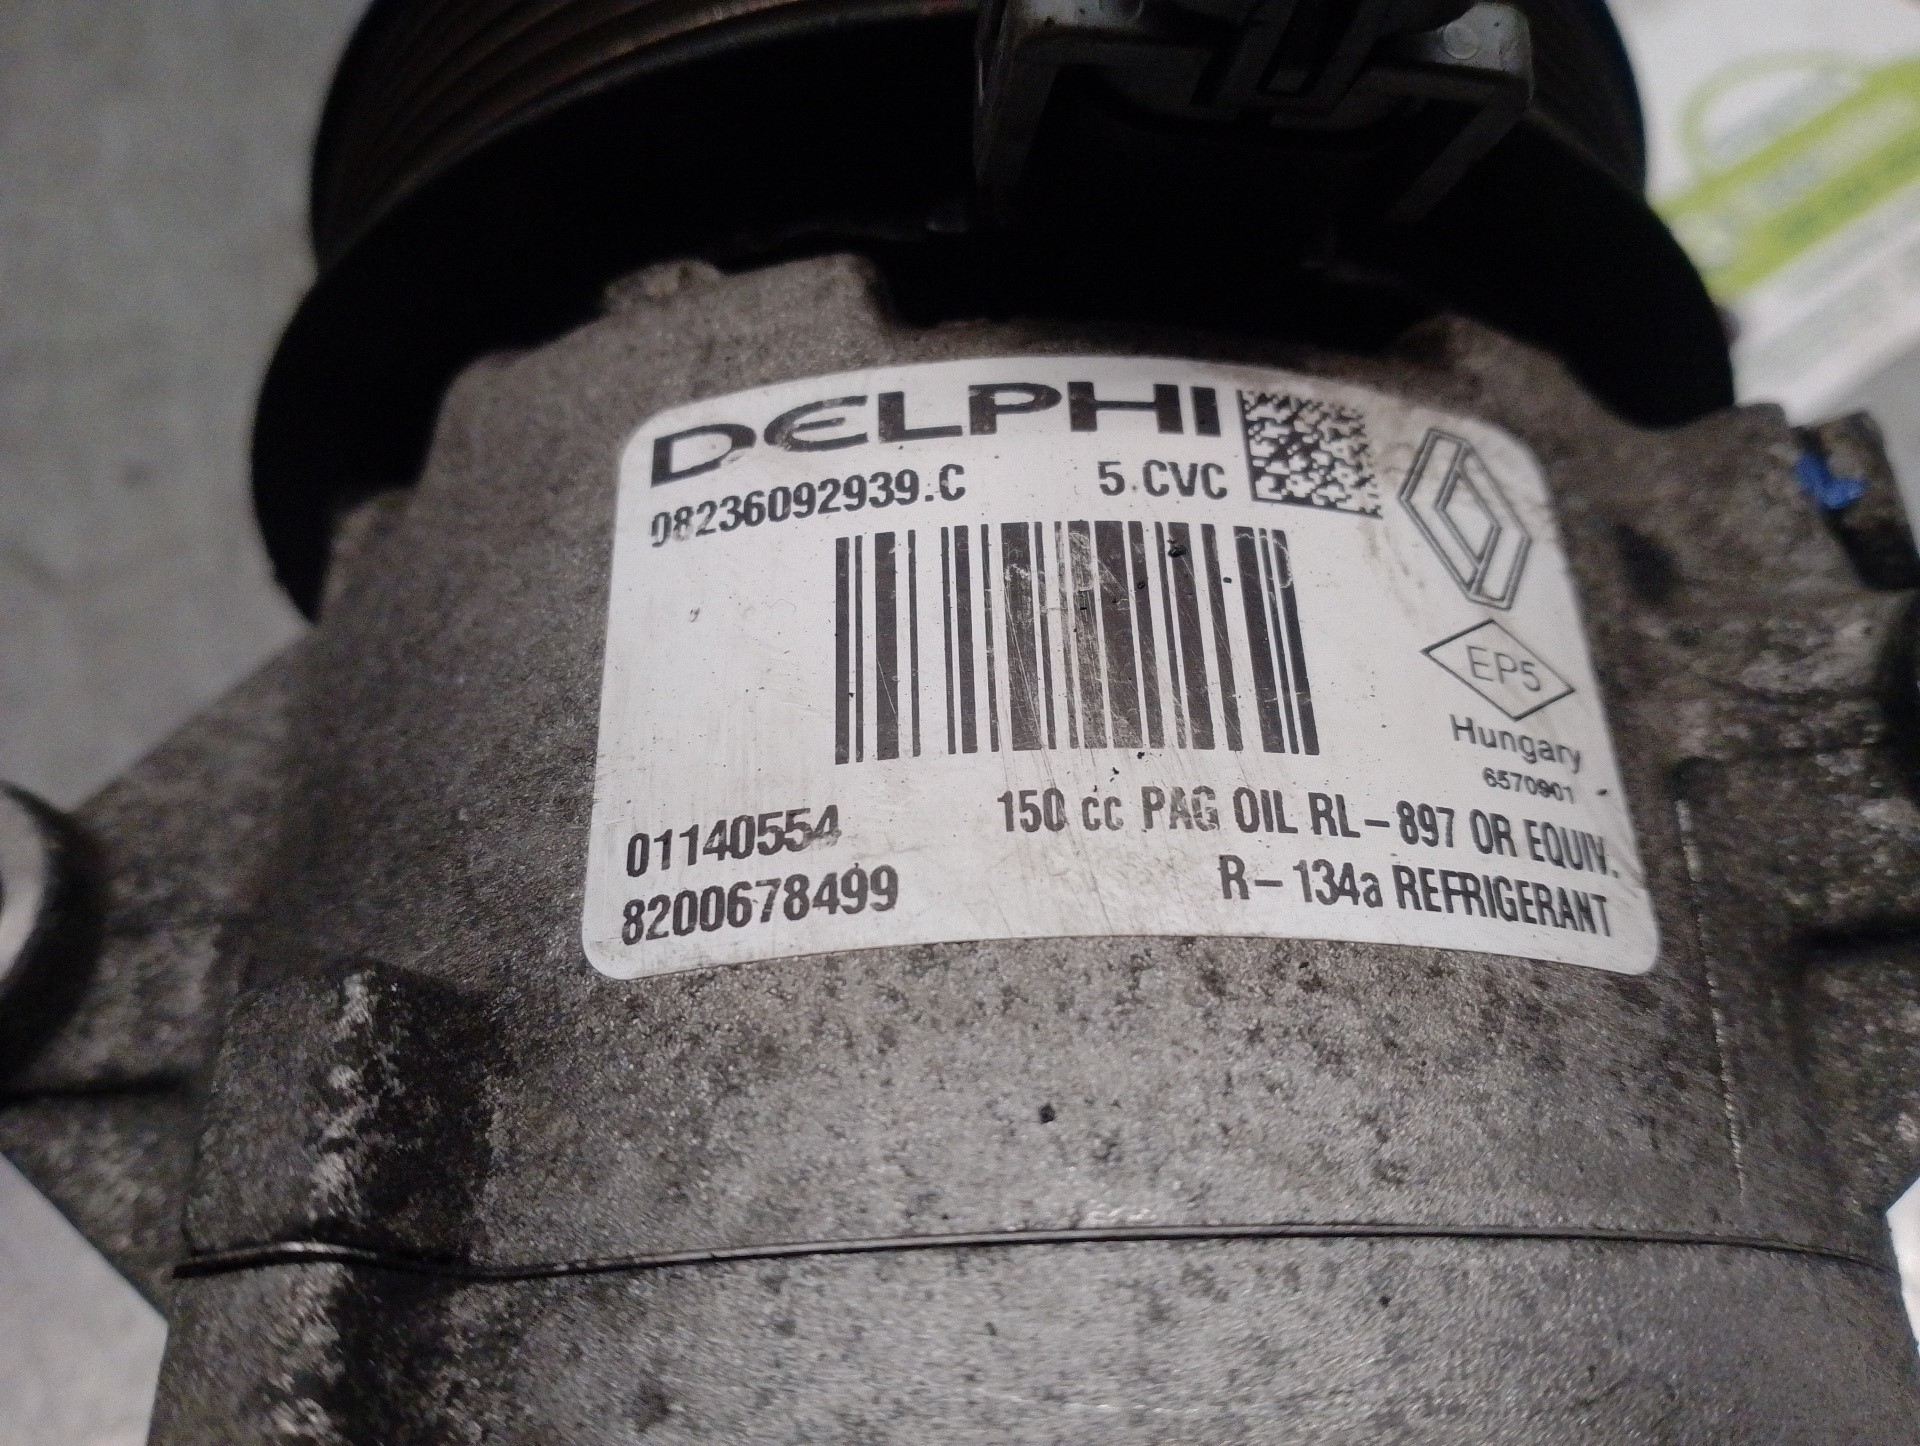 DELPHI
08236092939.C 5.CVC
EP5
Hungary
6570901
01140554 150 cc PAG OIL RL-897 OR EQUIV.
8200678499 R-134a REFRIGERANT